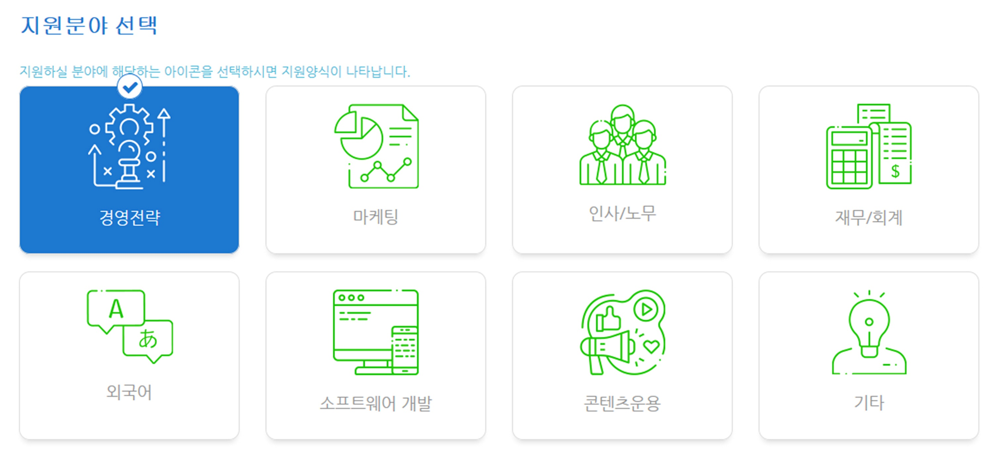 지원분야 선택
지원하실 분야에 해당하는 아이콘을 선택하시면 지원양식이 나타납니다.
경영전략
마케팅
인사/노무
$
재무/회계
A
あ
외국어
소프트웨어 개발
콘텐츠운용
기타